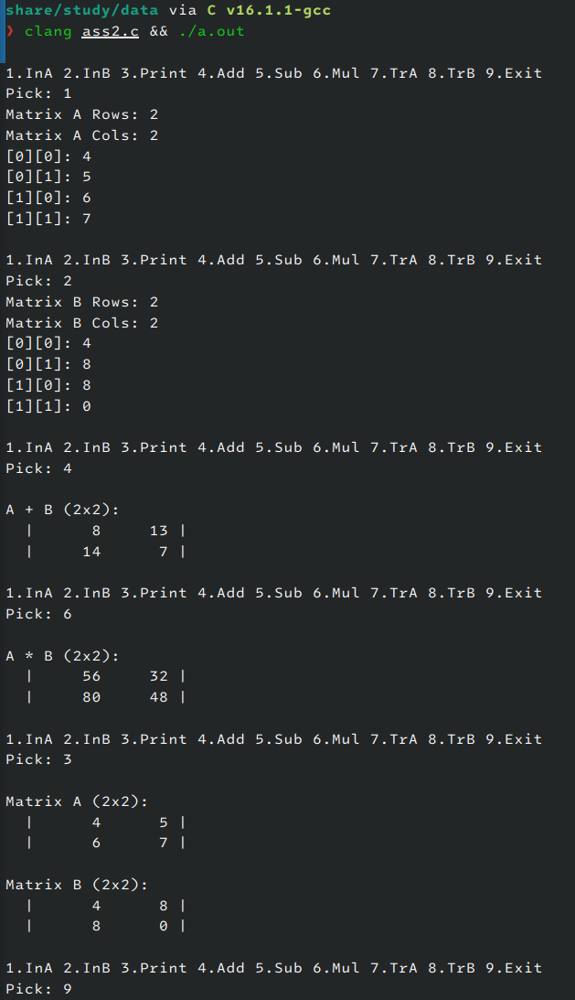 share/study/data via C v16.1.1-gcc
❯ clang ass2.c && ./a.out
1.InA 2.InB 3.Print 4.Add 5.Sub 6.Mul 7.TrA 8.TrB 9.Exit
Pick: 1
Matrix A Rows: 2
Matrix A Cols: 2
[0][0]: 4
[0][1]: 5
[1][0]: 6
[1][1]: 7
1.InA 2.InB 3.Print 4.Add 5.Sub 6.Mul 7.TrA 8.TrB 9.Exit
Pick: 2
Matrix B Rows: 2
Matrix B Cols: 2
[0][0]: 4
[0][1]: 8
[1][0]: 8
[1][1]: 0
1.InA 2.InB 3.Print 4.Add 5.Sub 6.Mul 7.TrA 8.TrB 9.Exit
Pick: 4
A + B (2x2):
  |      8     13 |
  |     14      7 |
1.InA 2.InB 3.Print 4.Add 5.Sub 6.Mul 7.TrA 8.TrB 9.Exit
Pick: 6
A * B (2x2):
  |     56     32 |
  |     80     48 |
1.InA 2.InB 3.Print 4.Add 5.Sub 6.Mul 7.TrA 8.TrB 9.Exit
Pick: 3
Matrix A (2x2):
  |      4      5 |
  |      6      7 |
Matrix B (2x2):
  |      4      8 |
  |      8      0 |
1.InA 2.InB 3.Print 4.Add 5.Sub 6.Mul 7.TrA 8.TrB 9.Exit
Pick: 9